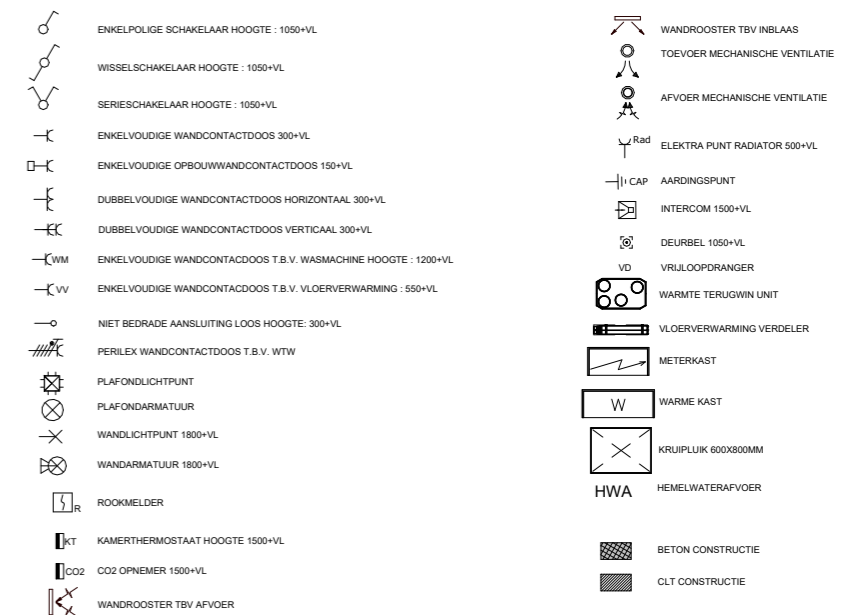 ENKELPOLIGE SCHAKELAAR HOOGTE : 1050+VL
WISSELSCHAKELAAR HOOGTE : 1050+VL
SERIESCHAKELAAR HOOGTE : 1050+VL
ENKELVOUDIGE WANDCONTACTDOOS 300+VL
ENKELVOUDIGE OPBOUWWANDCONTACTDOOS 150+VL
DUBBELVOUDIGE WANDCONTACTDOOS HORIZONTAAL 300+VL
DUBBELVOUDIGE WANDCONTACTDOOS VERTICAAL 300+VL
WM ENKELVOUDIGE WANDCONTACDOOS T.B.V. WASMACHINE HOOGTE : 1200+VL
VV ENKELVOUDIGE WANDCONTACTDOOS T.B.V. VLOERVERWARMING : 550+VL
NIET BEDRADE AANSLUITING LOOS HOOGTE: 300+VL
PERILEX WANDCONTACTDOOS T.B.V. WTW
PLAFONDLICHTPUNT
PLAFONDARMATUUR
WANDLICHTPUNT 1800+VL
WANDARMATUUR 1800+VL
R ROOKMELDER
KT KAMERTHERMOSTAAT HOOGTE 1500+VL
CO2 CO2 OPNEMER 1500+VL
WANDROOSTER TBV AFVOER
WANDROOSTER TBV INBLAAS
TOEVOER MECHANISCHE VENTILATIE
AFVOER MECHANISCHE VENTILATIE
Rad ELEKTRA PUNT RADIATOR 500+VL
CAP AARDINGSPUNT
INTERCOM 1500+VL
DEURBEL 1050+VL
VD VRIJLOOPDRANGER
WARMTE TERUGWIN UNIT
VLOERVERWARMING VERDELER
METERKAST
W WARME KAST
KRUIPLUIK 600X800MM
HWA HEMELWATERAFVOER
BETON CONSTRUCTIE
CLT CONSTRUCTIE